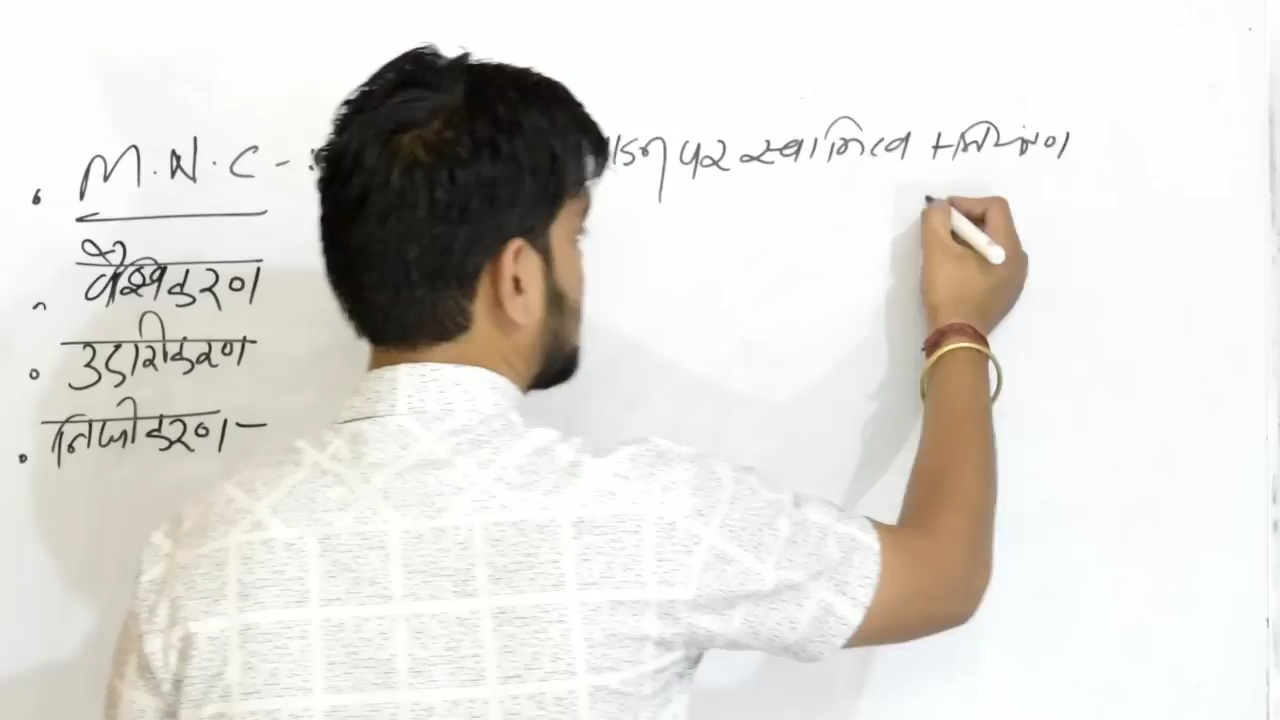 • M.N.C - पर स्वामित्व + नियंत्रण
• वैश्विकरण
• उदारीकरण
• निजीकरण -